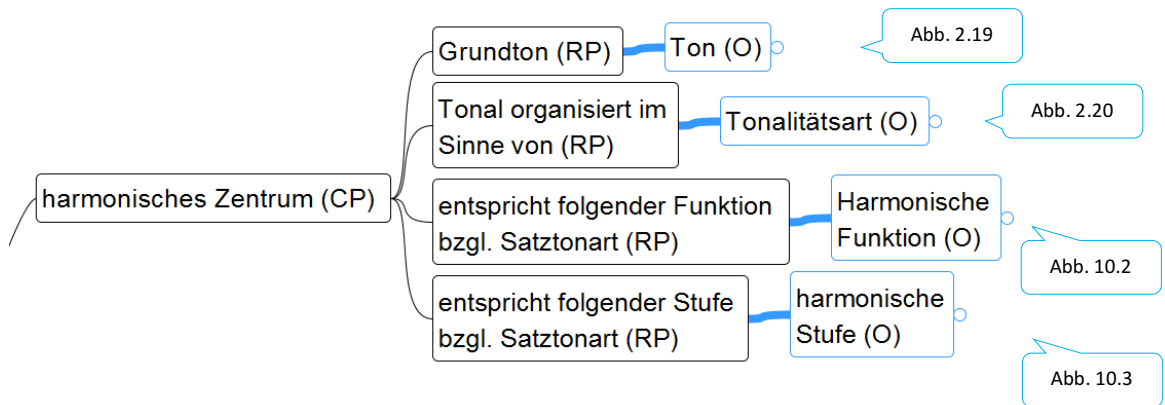 Grundton (RP)
Ton (O)
Abb. 2.19
Tonal organisiert im
Sinne von (RP)
Tonalitätsart (O)
Abb. 2.20
harmonisches Zentrum (CP)
entspricht folgender Funktion
bzgl. Satztonart (RP)
Harmonische
Funktion (O)
Abb. 10.2
entspricht folgender Stufe
bzgl. Satztonart (RP)
harmonische
Stufe (O)
Abb. 10.3